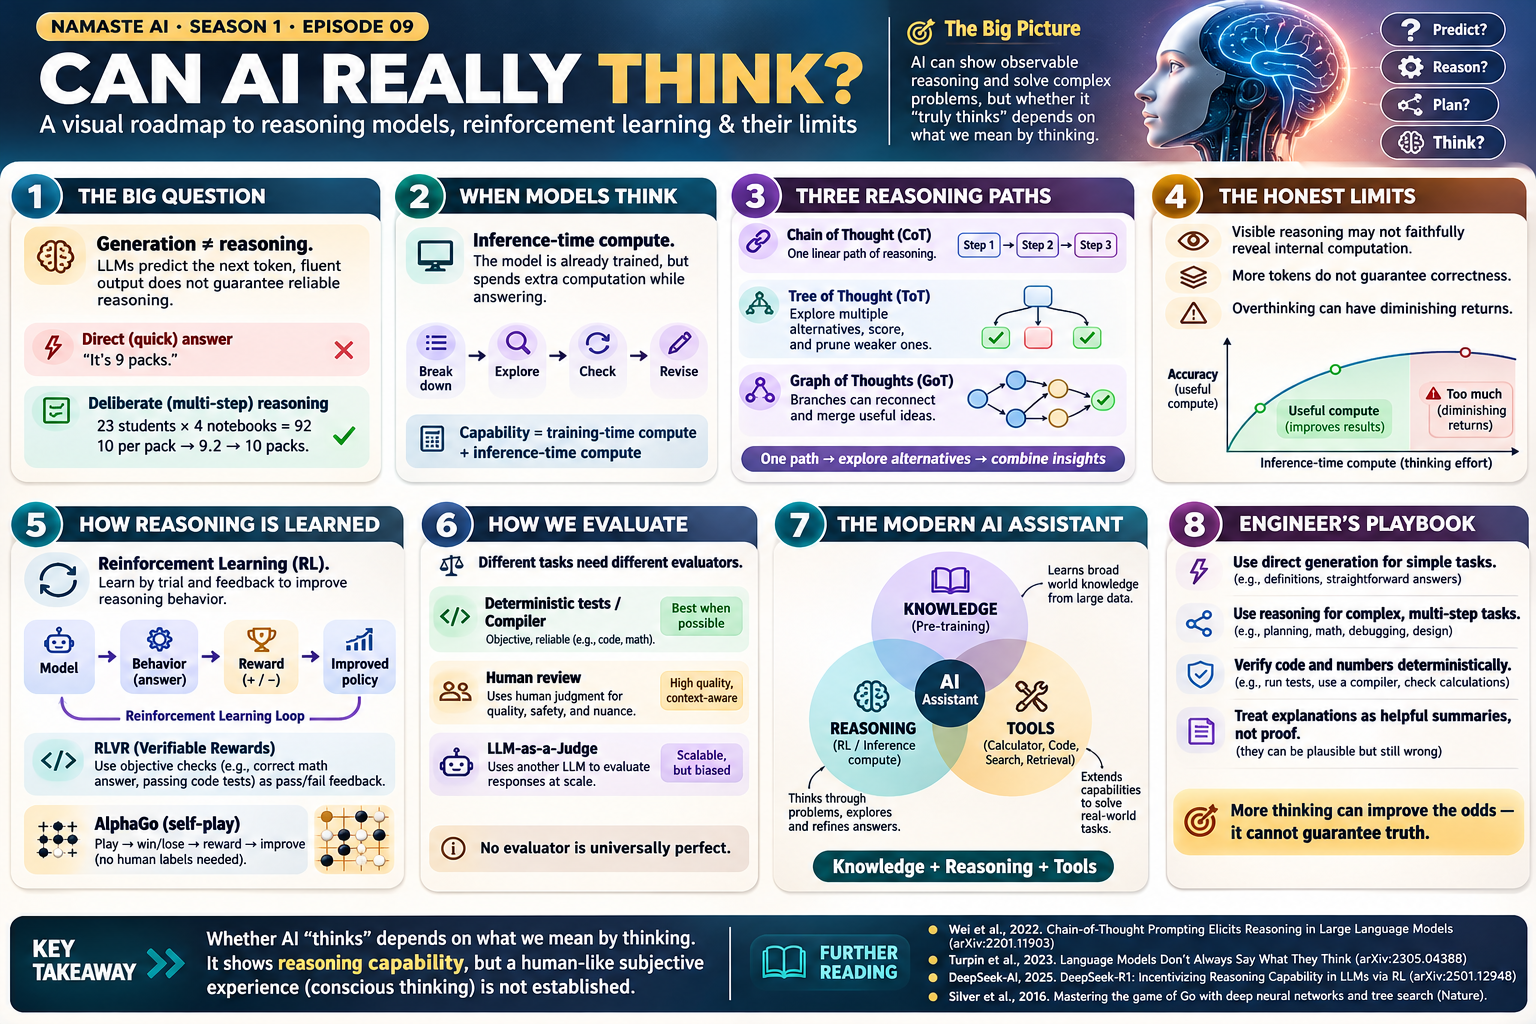 NAMASTE AI · SEASON 1 · EPISODE 09
CAN AI REALLY THINK?
A visual roadmap to reasoning models, reinforcement learning & their limits
The Big Picture
AI can show observable
reasoning and solve complex
problems, but whether it
“truly thinks” depends on
what we mean by thinking.
Predict?
Reason?
Plan?
Think?
1 THE BIG QUESTION
Generation ≠ reasoning.
LLMs predict the next token, fluent
output does not guarantee reliable
reasoning.
Direct (quick) answer
“It's 9 packs.”
Deliberate (multi-step) reasoning
23 students × 4 notebooks = 92
10 per pack → 9.2 → 10 packs.
2 WHEN MODELS THINK
Inference-time compute.
The model is already trained, but
spends extra computation while
answering.
Break
down
Explore
Check
Revise
Capability = training-time compute
+ inference-time compute
3 THREE REASONING PATHS
Chain of Thought (CoT)
One linear path of reasoning.
Step 1 → Step 2 → Step 3
Tree of Thought (ToT)
Explore multiple
alternatives, score,
and prune weaker ones.
Graph of Thoughts (GoT)
Branches can reconnect
and merge useful ideas.
One path → explore alternatives → combine insights
4 THE HONEST LIMITS
Visible reasoning may not faithfully
reveal internal computation.
More tokens do not guarantee correctness.
Overthinking can have diminishing returns.
Accuracy
(useful
compute)
Useful compute
(improves results)
Too much
(diminishing
returns)
Inference-time compute (thinking effort)
5 HOW REASONING IS LEARNED
Reinforcement Learning (RL).
Learn by trial and feedback to improve
reasoning behavior.
Model
Behavior
(answer)
Reward
(+ / −)
Improved
policy
Reinforcement Learning Loop
RLVR (Verifiable Rewards)
Use objective checks (e.g., correct math
answer, passing code tests) as pass/fail feedback.
AlphaGo (self-play)
Play → win/lose → reward → improve
(no human labels needed).
6 HOW WE EVALUATE
Different tasks need different evaluators.
Deterministic tests /
Compiler
Objective, reliable (e.g., code, math).
Best when
possible
Human review
Uses human judgment for
quality, safety, and nuance.
High quality,
context-aware
LLM-as-a-Judge
Uses another LLM to evaluate
responses at scale.
Scalable,
but biased
No evaluator is universally perfect.
7 THE MODERN AI ASSISTANT
KNOWLEDGE
(Pre-training)
Learns broad
world knowledge
from large data.
AI
Assistant
REASONING
(RL / Inference
compute)
TOOLS
(Calculator, Code,
Search, Retrieval)
Thinks through
problems, explores
and refines answers.
Extends
capabilities
to solve
real-world
tasks.
Knowledge + Reasoning + Tools
8 ENGINEER’S PLAYBOOK
Use direct generation for simple tasks.
(e.g., definitions, straightforward answers)
Use reasoning for complex, multi-step tasks.
(e.g., planning, math, debugging, design)
Verify code and numbers deterministically.
(e.g., run tests, use a compiler, check calculations)
Treat explanations as helpful summaries,
not proof.
(they can be plausible but still wrong)
More thinking can improve the odds —
it cannot guarantee truth.
KEY
TAKEAWAY
Whether AI “thinks” depends on what we mean by thinking.
It shows reasoning capability, but a human-like subjective
experience (conscious thinking) is not established.
FURTHER
READING
Wei et al., 2022. Chain-of-Thought Prompting Elicits Reasoning in Large Language Models
(arXiv:2201.11903)
Turpin et al., 2023. Language Models Don’t Always Say What They Think (arXiv:2305.04388)
DeepSeek-AI, 2025. DeepSeek-R1: Incentivizing Reasoning Capability in LLMs via RL (arXiv:2501.12948)
Silver et al., 2016. Mastering the game of Go with deep neural networks and tree search (Nature).